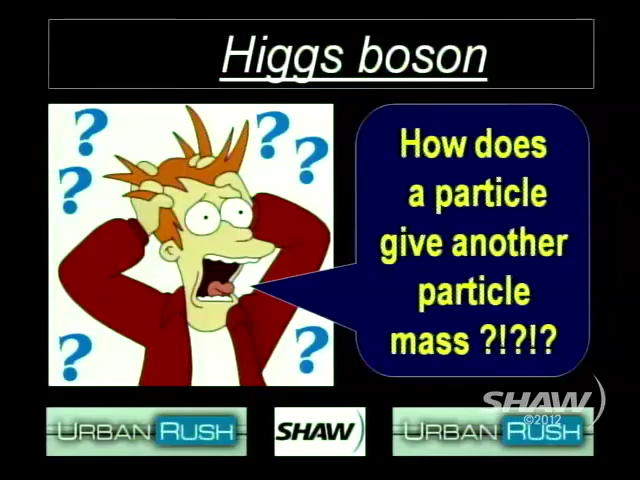 Higgs boson
? ? ? ? ? ?
How does
a particle
give another
particle
mass ?!?!?
SHAW)
©2012
URBAN RUSH
SHAW)
URBAN RUSH